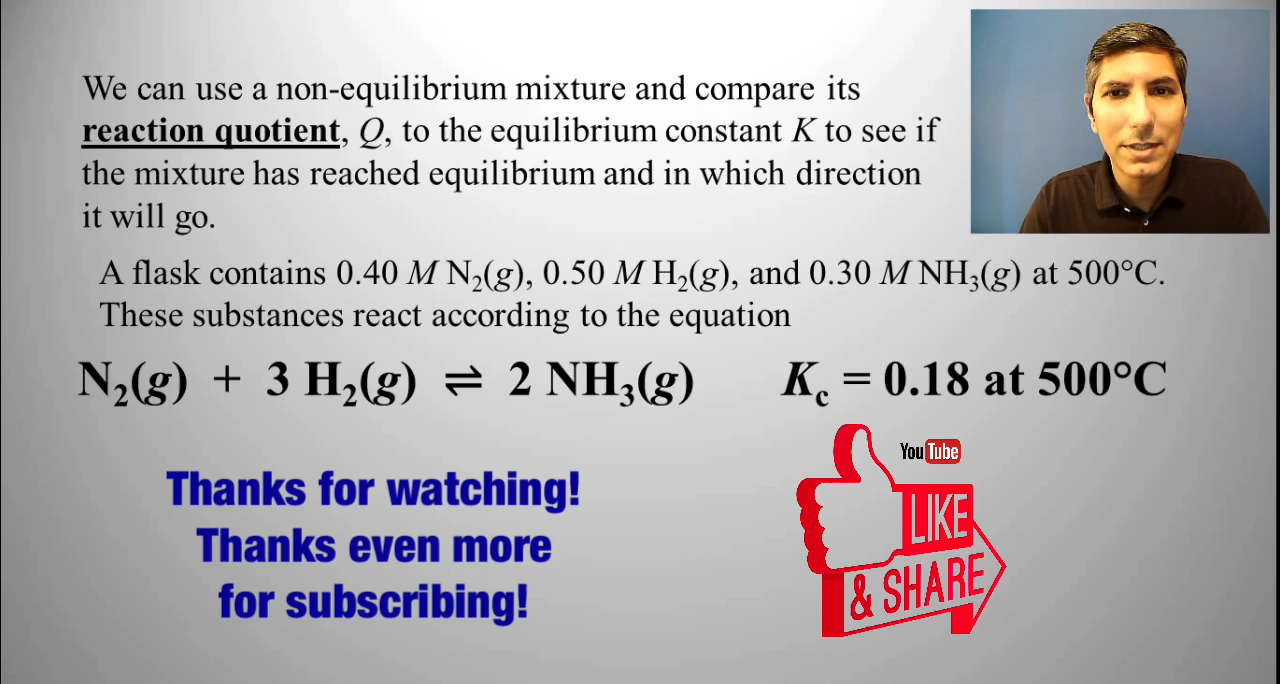 We can use a non-equilibrium mixture and compare its
reaction quotient, Q, to the equilibrium constant K to see if
the mixture has reached equilibrium and in which direction
it will go.
A flask contains 0.40 M N₂(g), 0.50 M H₂(g), and 0.30 M NH₃(g) at 500°C.
These substances react according to the equation
N₂(g) + 3 H₂(g) ⇌ 2 NH₃(g) K꜀ = 0.18 at 500°C
Thanks for watching!
Thanks even more
for subscribing!
YouTube
LIKE
& SHARE